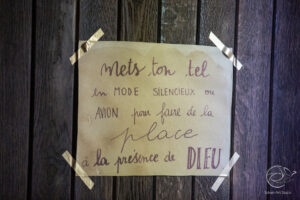 Mets ton tel
en MODE SILENCIEUX ou
AVION pour faire de la
place
à la présence de DIEU